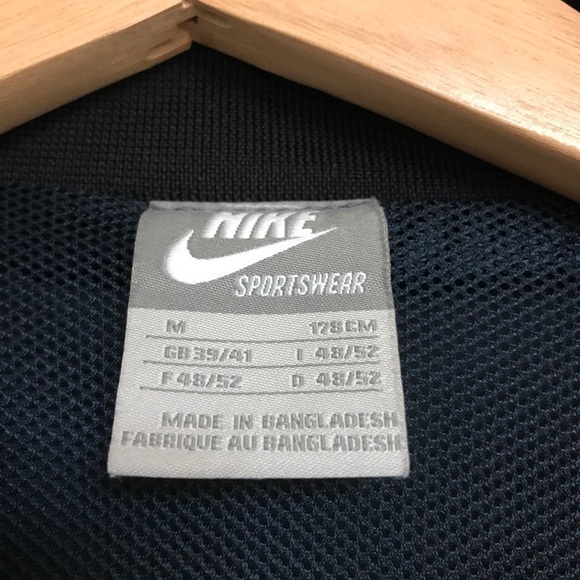 NIKE
SPORTSWEAR
M 178CM
GB 39/41 I 48/52
F 48/52 D 48/52
MADE IN BANGLADESH
FABRIQUE AU BANGLADESH